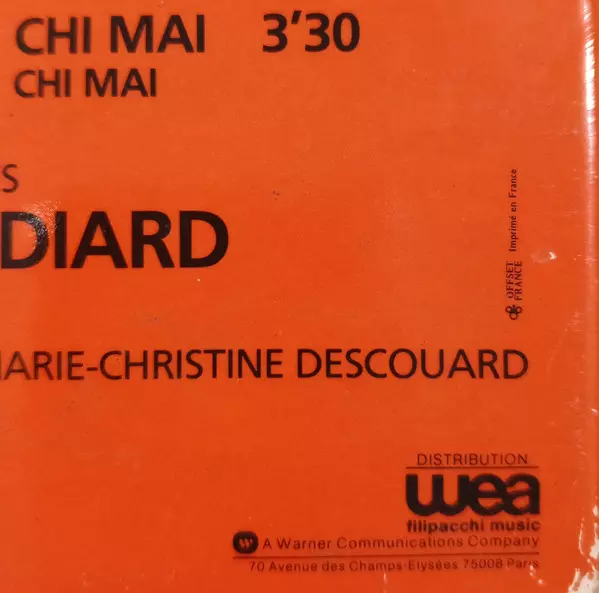 CHI MAI 3'30
CHI MAI
S
DIARD
MARIE-CHRISTINE DESCOUARD
OFFSET FRANCE Imprimé en France
DISTRIBUTION
wea
filipacchi music
W A Warner Communications Company
70 Avenue des Champs-Elysées 75008 Paris